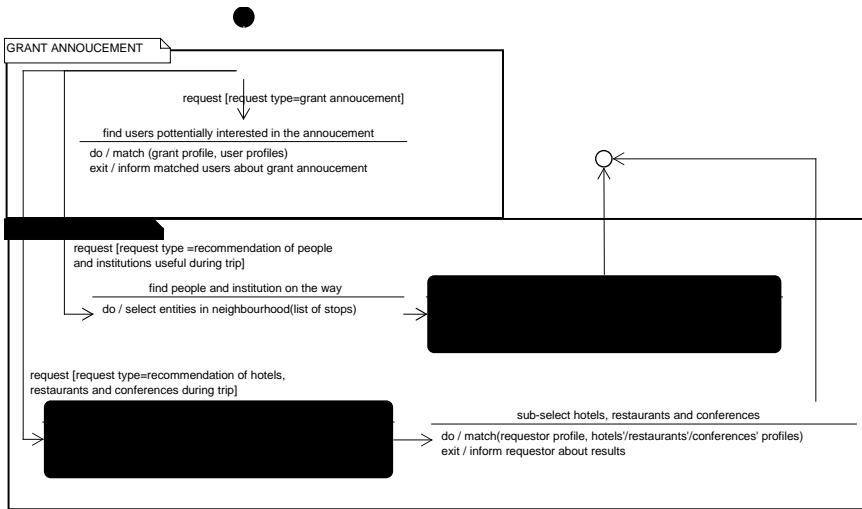 GRANT ANNOUCEMENT
request [request type=grant annoucement]
find users pottentially interested in the annoucement
do / match (grant profile, user profiles)
exit / inform matched users about grant annoucement
request [request type =recommendation of people
and institutions useful during trip]
find people and institution on the way
do / select entities in neighbourhood(list of stops)
request [request type=recommendation of hotels,
restaurants and conferences during trip]
sub-select hotels, restaurants and conferences
do / match(requestor profile, hotels'/restaurants'/conferences' profiles)
exit / inform requestor about results